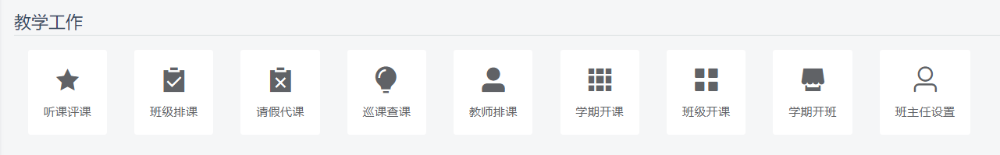 教学工作
听课评课
班级排课
请假代课
巡课查课
教师排课
学期开课
班级开课
学期开班
班主任设置